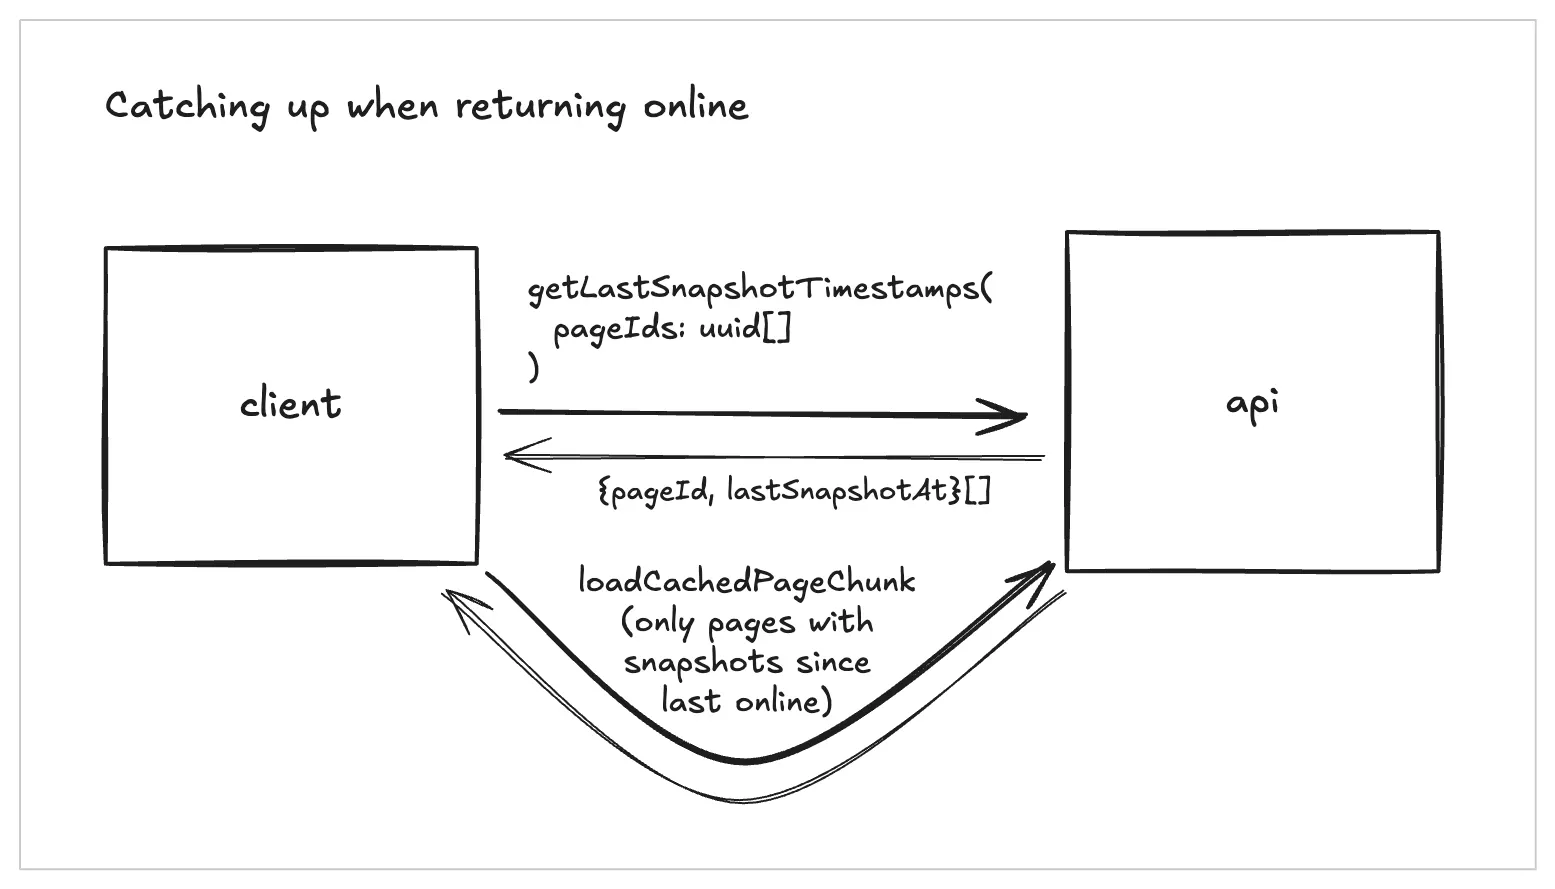 Catching up when returning online
client
getLastSnapshotTimestamps(
pageIds: uuid[]
)
api
{pageId, lastSnapshotAt}[]
loadCachedPageChunk
(only pages with
snapshots since
last online)